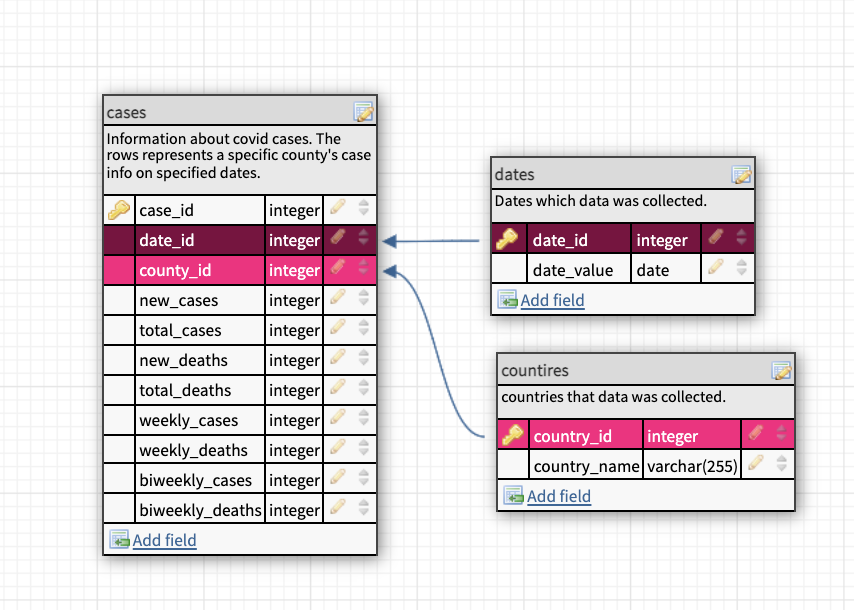 cases
Information about covid cases. The
rows represents a specific county's case
info on specified dates.
case_id integer
date_id integer
county_id integer
new_cases integer
total_cases integer
new_deaths integer
total_deaths integer
weekly_cases integer
weekly_deaths integer
biweekly_cases integer
biweekly_deaths integer
Add field
dates
Dates which data was collected.
date_id integer
date_value date
Add field
countires
countries that data was collected.
country_id integer
country_name varchar(255)
Add field